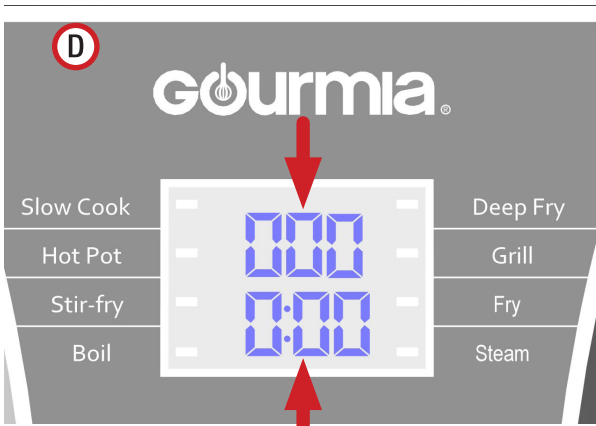 D
Gourmia®
Slow Cook
Hot Pot
Stir-fry
Boil
000
0:00
Deep Fry
Grill
Fry
Steam